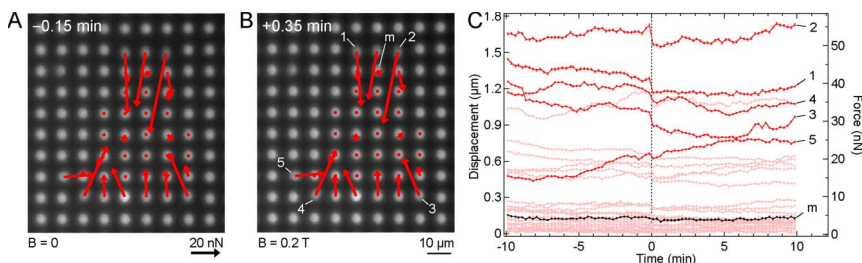 A
−0.15 min
B = 0
20 nN
B
+0.35 min
1
m
2
5
4
3
B = 0.2 T
10 µm
C
Displacement (µm)
1.8
1.5
1.2
0.9
0.6
0.3
0
-10
-5
0
5
10
Time (min)
50
40
30
20
10
0
Force (nN)
2
1
4
3
5
m